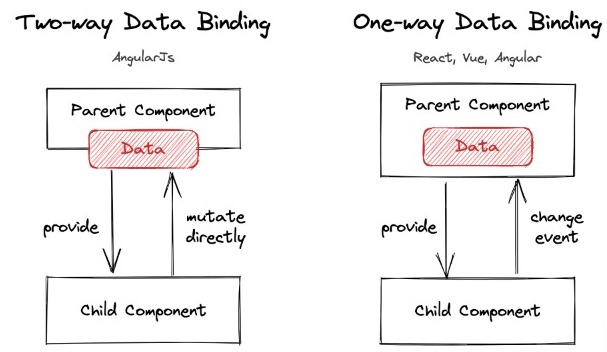 Two-way Data Binding
AngularJs
Parent Component
Data
provide
mutate
directly
Child Component
One-way Data Binding
React, Vue, Angular
Parent Component
Data
provide
change
event
Child Component